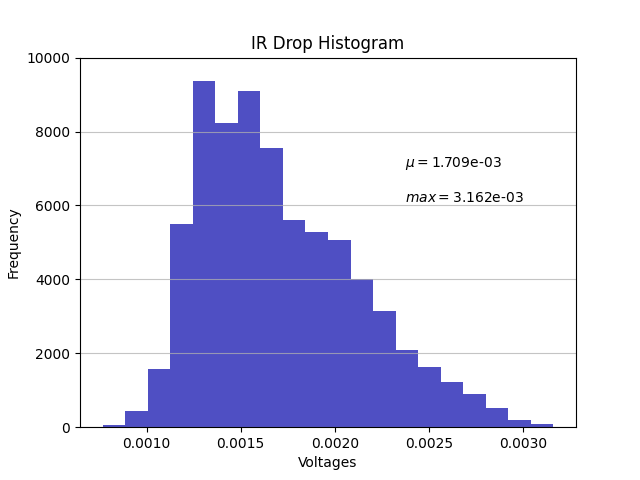 IR Drop Histogram
10000
8000
6000
4000
2000
0
Frequency
μ = 1.709e-03
max = 3.162e-03
0.0010 0.0015 0.0020 0.0025 0.0030
Voltages